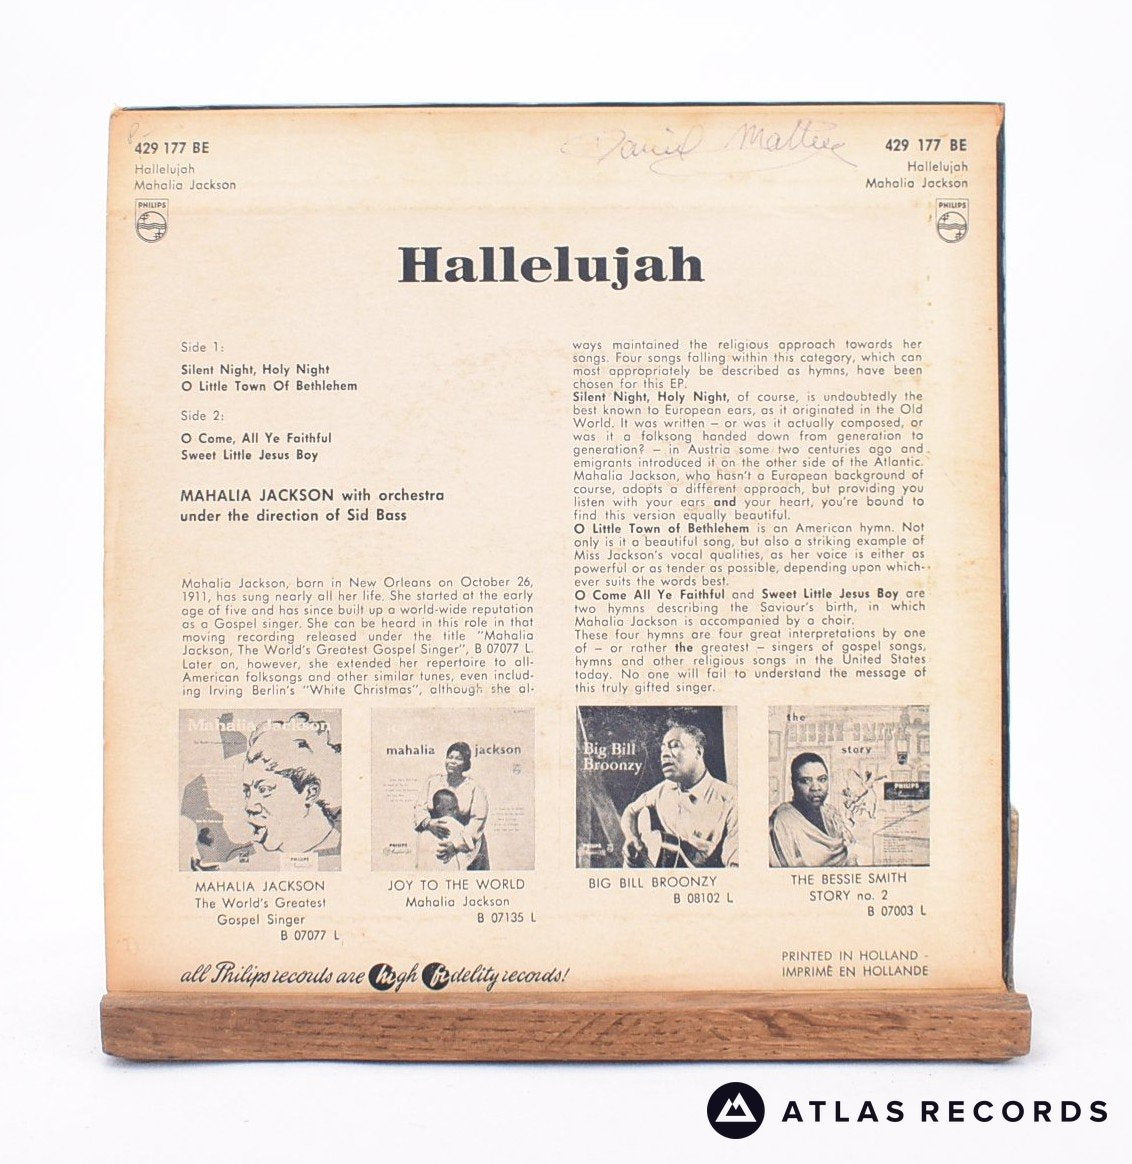 429 177 BE
Hallelujah
Mahalia Jackson
PHILIPS
Daniel
429 177 BE
Hallelujah
Mahalia Jackson
PHILIPS
Hallelujah
Side 1:
Silent Night, Holy Night
O Little Town Of Bethlehem
Side 2:
O Come, All Ye Faithful
Sweet Little Jesus Boy
MAHALIA JACKSON with orchestra
under the direction of Sid Bass
Mahalia Jackson, born in New Orleans on October 26,
1911, has sung nearly all her life. She started at the early
age of five and has since built up a world-wide reputation
as a Gospel singer. She can be heard in this role in that
moving recording released under the title "Mahalia
Jackson, The World's Greatest Gospel Singer", B 07077 L.
Later on, however, she extended her repertoire to all-
American folksongs and other similar tunes, even includ-
ing Irving Berlin's "White Christmas", although she al-
ways maintained the religious approach towards her
songs. Four songs falling within this category, which can
most appropriately be described as hymns, have been
chosen for this EP.
Silent Night, Holy Night, of course, is undoubtedly the
best known to European ears, as it originated in the Old
World. It was written – or was it actually composed, or
was it a folksong handed down from generation to
generation? – in Austria some two centuries ago and
emigrants introduced it on the other side of the Atlantic.
Mahalia Jackson, who hasn't a European background of
course, adopts a different approach, but providing you
listen with your ears and your heart, you're bound to
find this version equally beautiful.
O Little Town of Bethlehem is an American hymn. Not
only is it a beautiful song, but also a striking example of
Miss Jackson's vocal qualities, as her voice is either as
powerful or as tender as possible, depending upon which-
ever suits the words best.
O Come All Ye Faithful and Sweet Little Jesus Boy are
two hymns describing the Saviour's birth, in which
Mahalia Jackson is accompanied by a choir.
These four hymns are four great interpretations by one
of – or rather the greatest – singers of gospel songs,
hymns and other religious songs in the United States
today. No one will fail to understand the message of
this truly gifted singer.
Mahalia Jackson
PHILIPS
mahalia jackson
PHILIPS
Big Bill
Broonzy
the
BESSIE SMITH
story
PHILIPS
MAHALIA JACKSON
The World's Greatest
Gospel Singer
B 07077 L
JOY TO THE WORLD
Mahalia Jackson
B 07135 L
BIG BILL BROONZY
B 08102 L
THE BESSIE SMITH
STORY no. 2
B 07003 L
all Philips records are high fidelity records!
PRINTED IN HOLLAND -
IMPRIMÉ EN HOLLANDE
ATLAS RECORDS